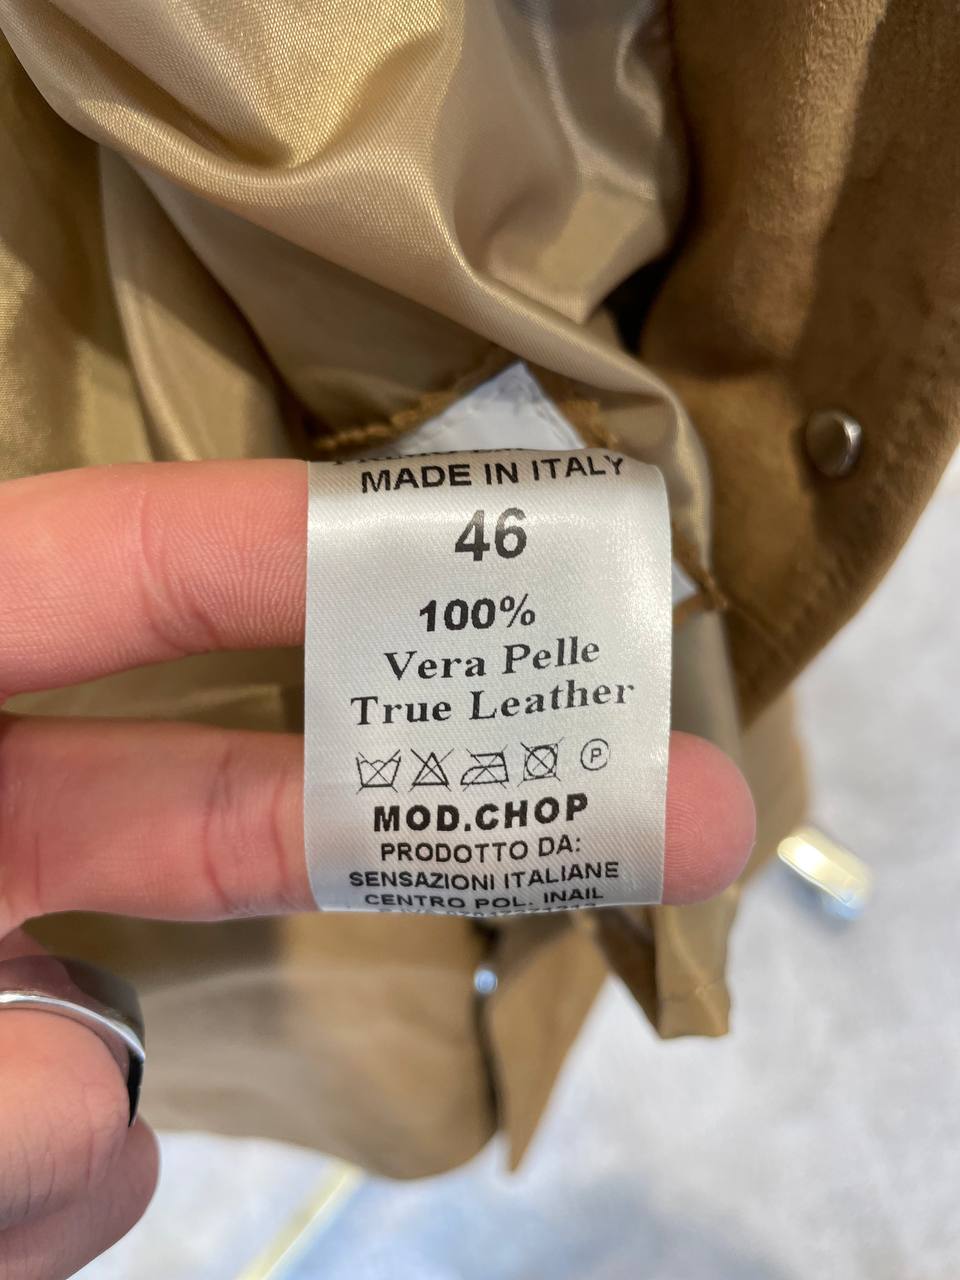 MADE IN ITALY
46
100%
Vera Pelle
True Leather
P
MOD.CHOP
PRODOTTO DA:
SENSAZIONI ITALIANE
CENTRO POL. INAIL